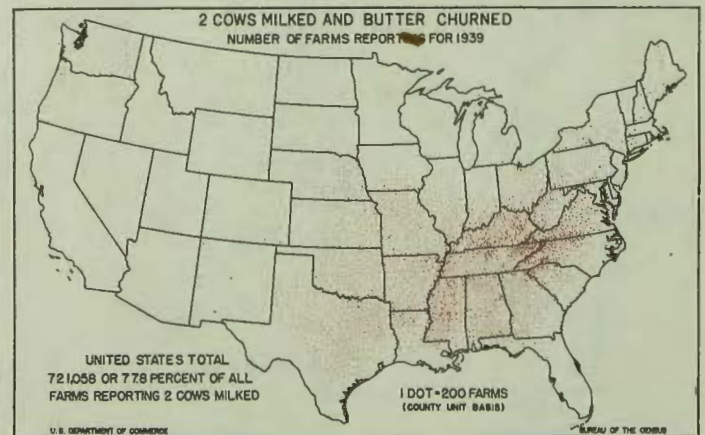 2 COWS MILKED AND BUTTER CHURNED
NUMBER OF FARMS REPORTING FOR 1939
UNITED STATES TOTAL
721,058 OR 77.8 PERCENT OF ALL
FARMS REPORTING 2 COWS MILKED
1 DOT=200 FARMS
(COUNTY UNIT BASIS)
U. S. DEPARTMENT OF COMMERCE
BUREAU OF THE CENSUS